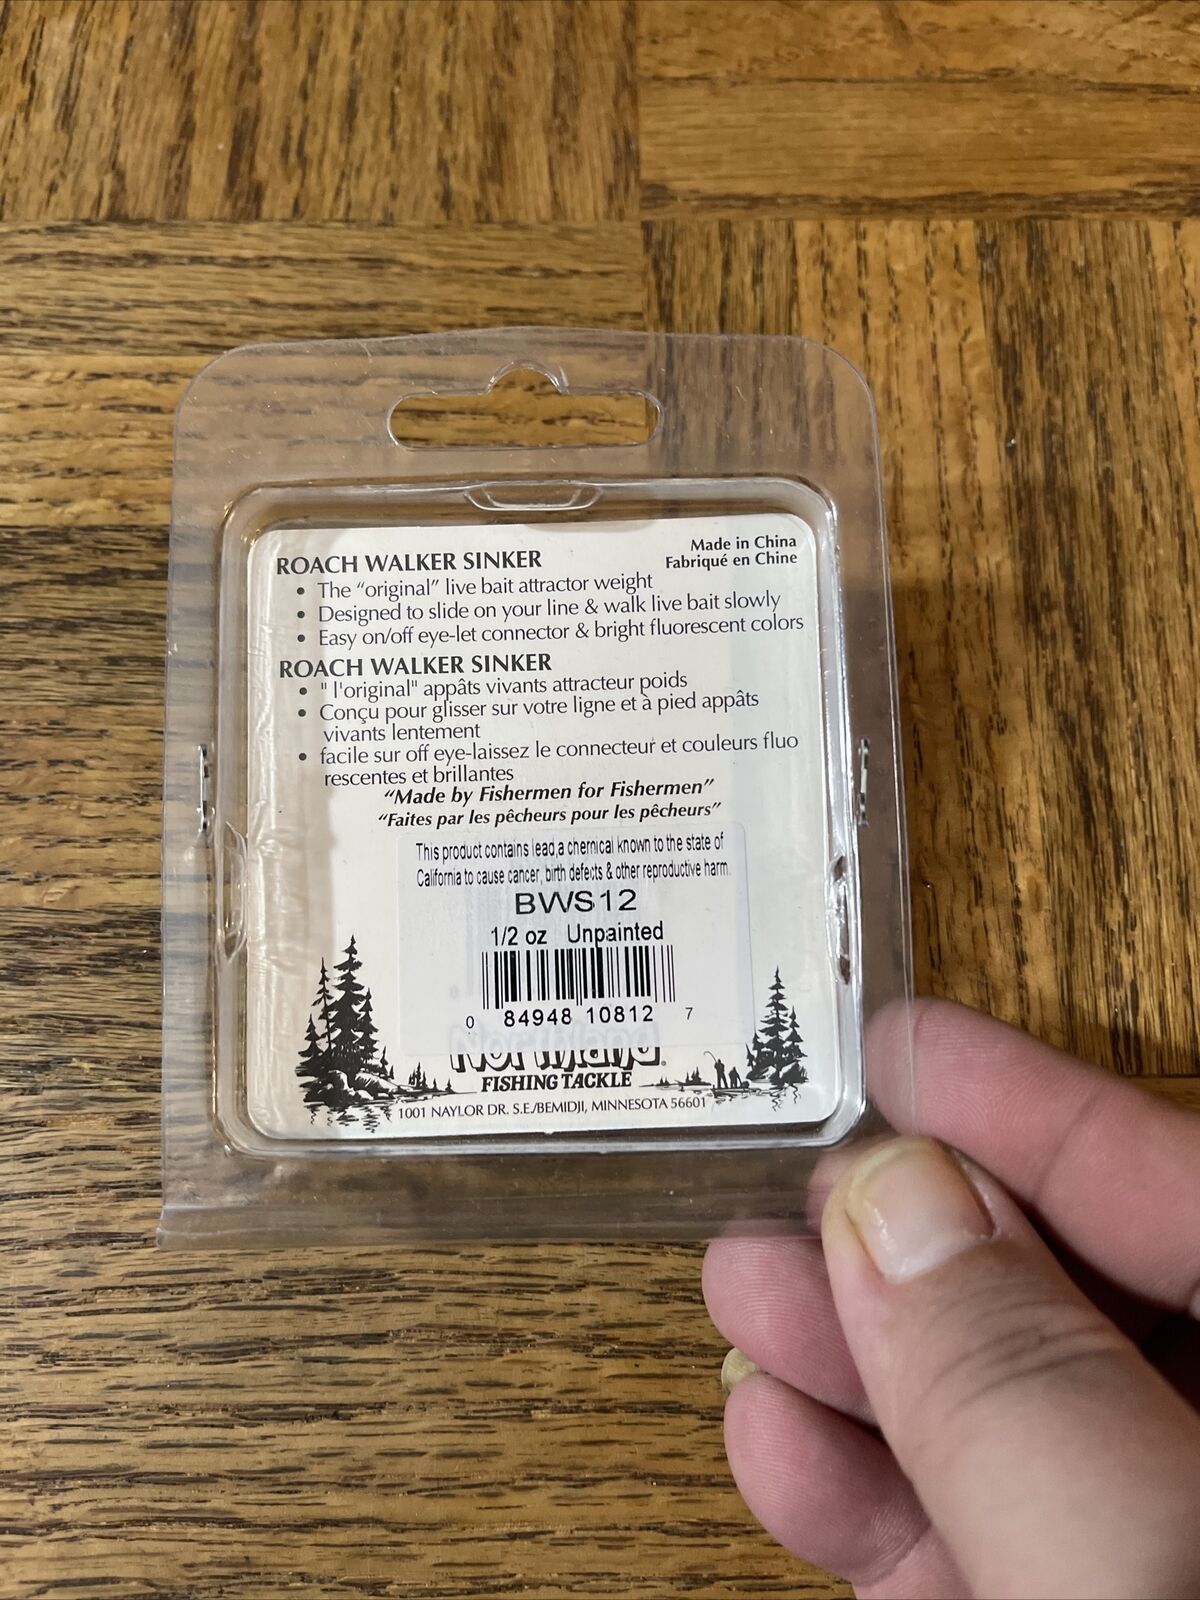 ROACH WALKER SINKER
Made in China
Fabriqué en Chine
• The “original” live bait attractor weight
• Designed to slide on your line & walk live bait slowly
• Easy on/off eye-let connector & bright fluorescent colors
ROACH WALKER SINKER
• " l'original" appâts vivants attracteur poids
• Conçu pour glisser sur votre ligne et à pied appâts
vivants lentement
• facile sur off eye-laissez le connecteur et couleurs fluo
rescentes et brillantes
“Made by Fishermen for Fishermen”
“Faites par les pêcheurs pour les pêcheurs”
This product contains lead,a chemical known to the state of
California to cause cancer, birth defects & other reproductive harm.
BWS12
1/2 oz Unpainted
0 84948 10812 7
FISHING TACKLE
1001 NAYLOR DR. S.E./BEMIDJI, MINNESOTA 56601